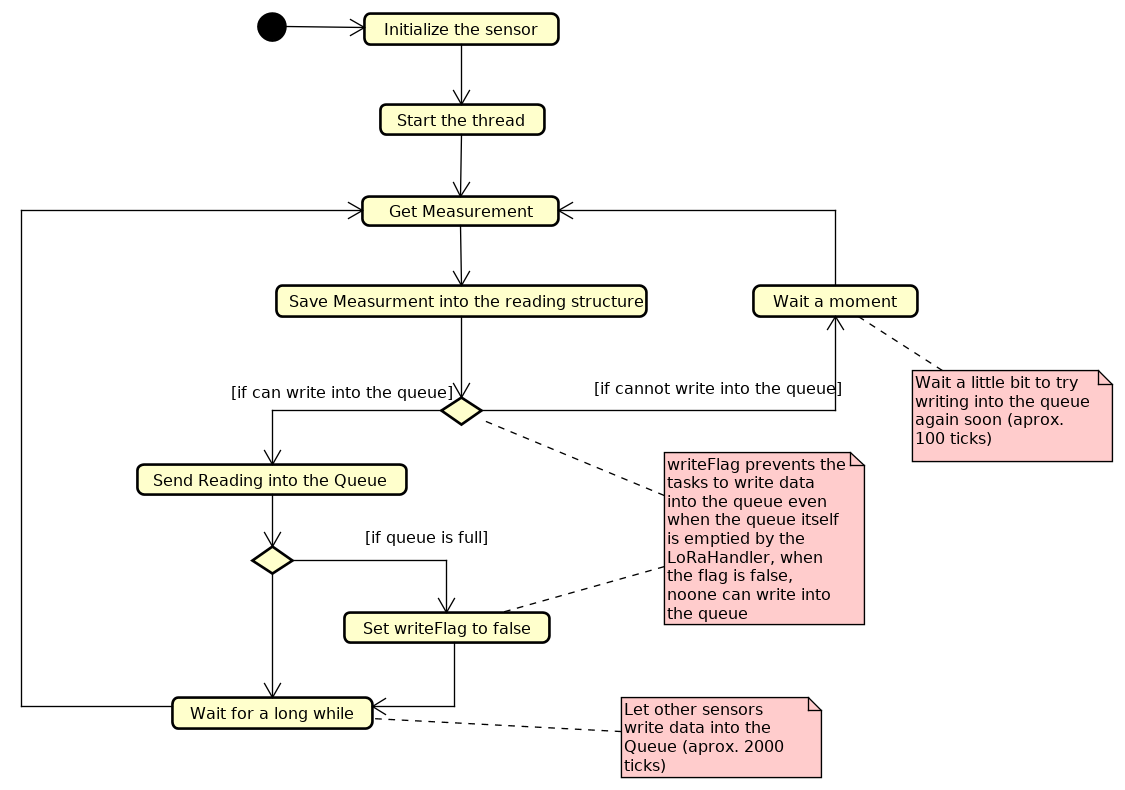 Initialize the sensor
Start the thread
Get Measurement
Save Measurment into the reading structure
Wait a moment
[if can write into the queue]
[if cannot write into the queue]
Wait a little bit to try
writing into the queue
again soon (aprox.
100 ticks)
Send Reading into the Queue
writeFlag prevents the
tasks to write data
into the queue even
when the queue itself
is emptied by the
LoRaHandler, when
the flag is false,
noone can write into
the queue
[if queue is full]
Set writeFlag to false
Wait for a long while
Let other sensors
write data into the
Queue (aprox. 2000
ticks)